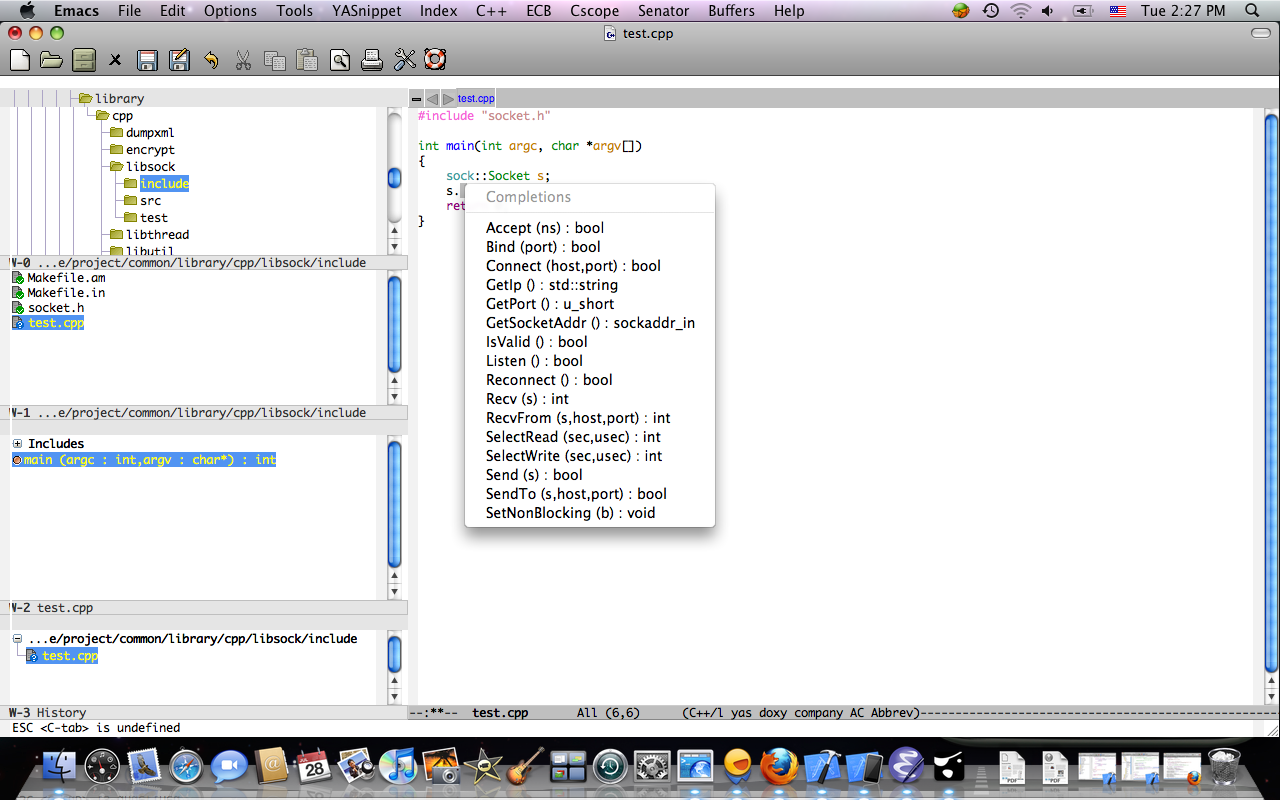 Emacs File Edit Options Tools YASnippet Index C++ ECB Cscope Senator Buffers Help Tue 2:27 PM
test.cpp
library
cpp
dumpxml
encrypt
libsock
include
src
test
libthread
libutil
W-0 ...e/project/common/library/cpp/libsock/include
Makefile.am
Makefile.in
socket.h
test.cpp
W-1 ...e/project/common/library/cpp/libsock/include
Includes
main (argc : int,argv : char*) : int
W-2 test.cpp
...e/project/common/library/cpp/libsock/include
test.cpp
W-3 History
test.cpp
#include "socket.h"
int main(int argc, char *argv[])
{
sock::Socket s;
s.
ret
}
Completions
Accept (ns) : bool
Bind (port) : bool
Connect (host,port) : bool
GetIp () : std::string
GetPort () : u_short
GetSocketAddr () : sockaddr_in
IsValid () : bool
Listen () : bool
Reconnect () : bool
Recv (s) : int
RecvFrom (s,host,port) : int
SelectRead (sec,usec) : int
SelectWrite (sec,usec) : int
Send (s) : bool
SendTo (s,host,port) : bool
SetNonBlocking (b) : void
--:**-- test.cpp All (6,6) (C++/l yas doxy company AC Abbrev)--------------------------------------------------
ESC <C-tab> is undefined
JUL
28
PDF
PDF